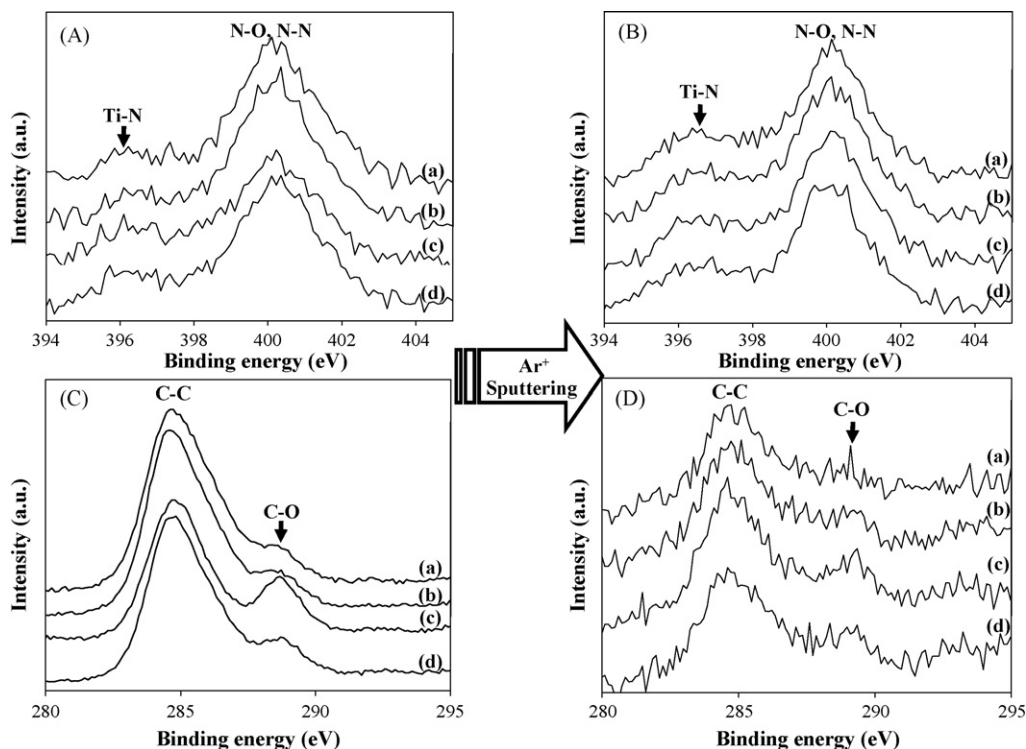 (A)
N-O, N-N
Ti-N
(a)
(b)
(c)
(d)
Intensity (a.u.)
394 396 398 400 402 404
Binding energy (eV)
(B)
N-O, N-N
Ti-N
(a)
(b)
(c)
(d)
Intensity (a.u.)
394 396 398 400 402 404
Binding energy (eV)
Ar⁺
Sputtering
(C)
C-C
C-O
(a)
(b)
(c)
(d)
Intensity (a.u.)
280 285 290 295
Binding energy (eV)
(D)
C-C
C-O
(a)
(b)
(c)
(d)
Intensity (a.u.)
280 285 290 295
Binding energy (eV)